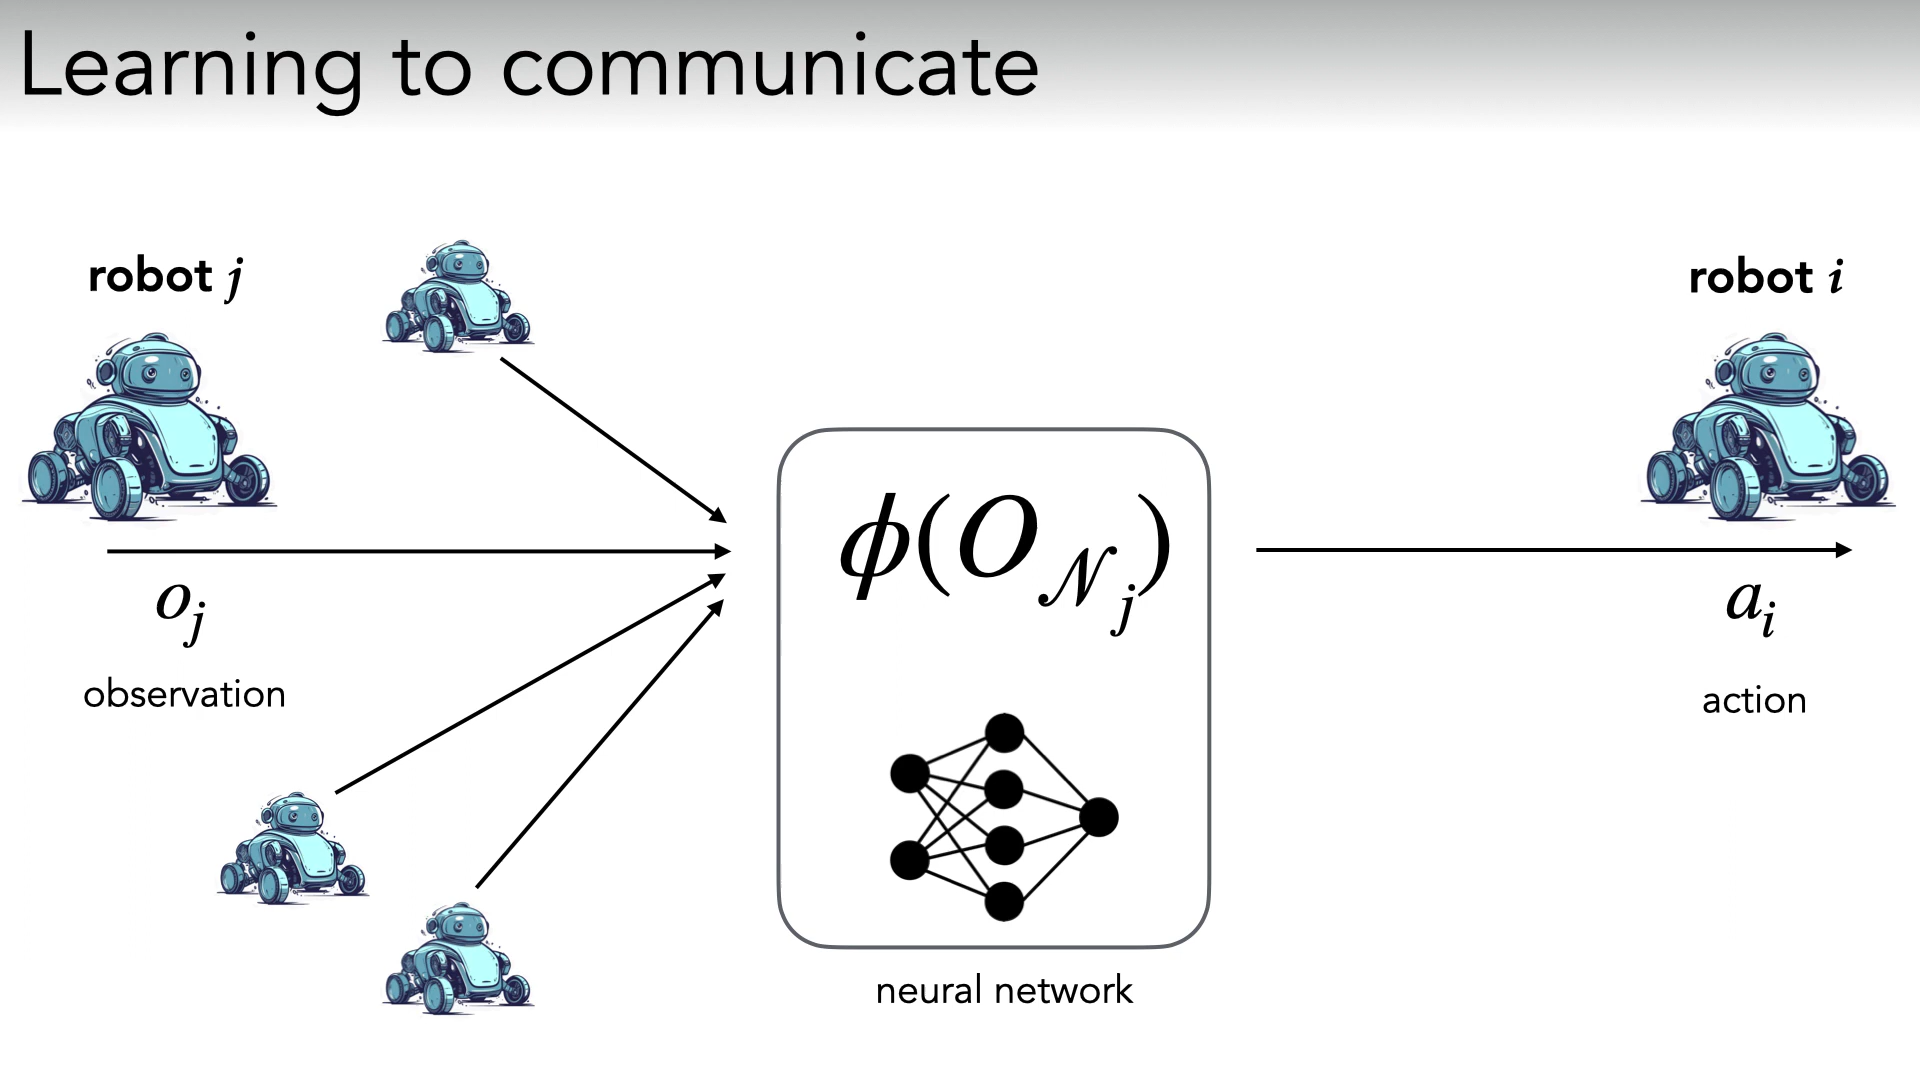 Learning to communicate
robot j
robot i
ϕ(O_𝒩_j)
o_j
a_i
observation
action
neural network